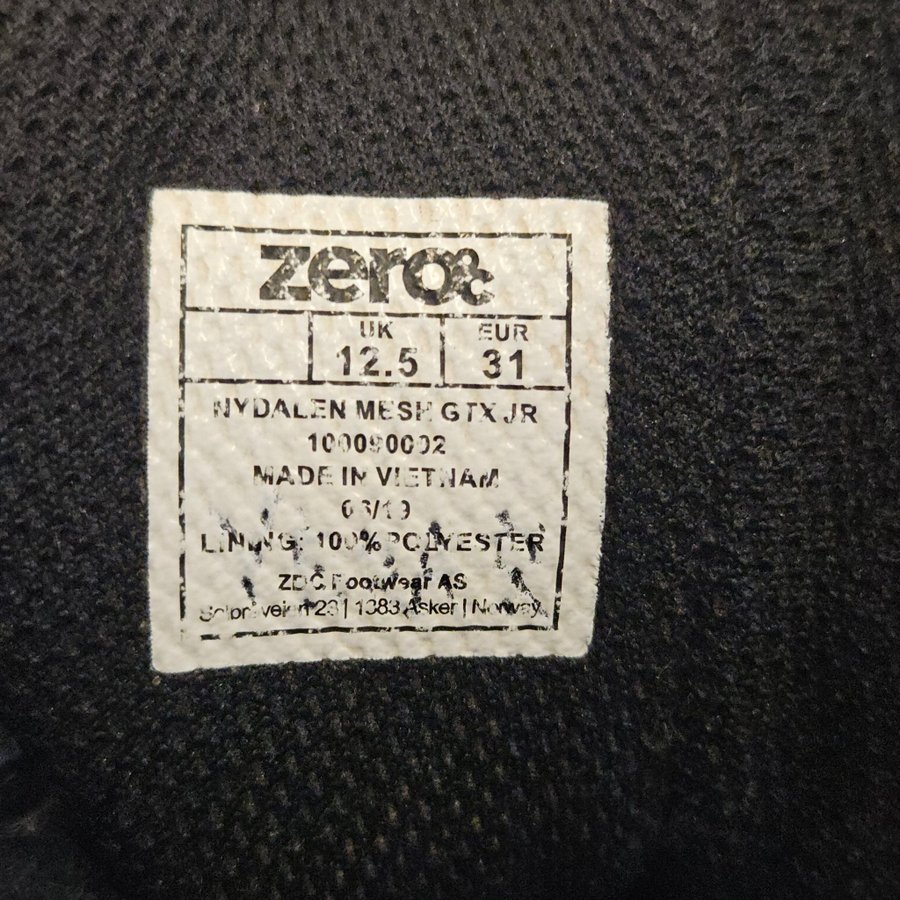 zero°c
UK EUR
12.5 31
NYDALEN MESH GTX JR
100090002
MADE IN VIETNAM
LINING: 100% POLYESTER
ZDC Footwear AS
23 | 1383 Asker | Norway